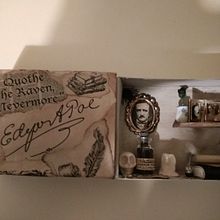 Quothe
the Raven,
"Nevermore..."
Edgar A Poe